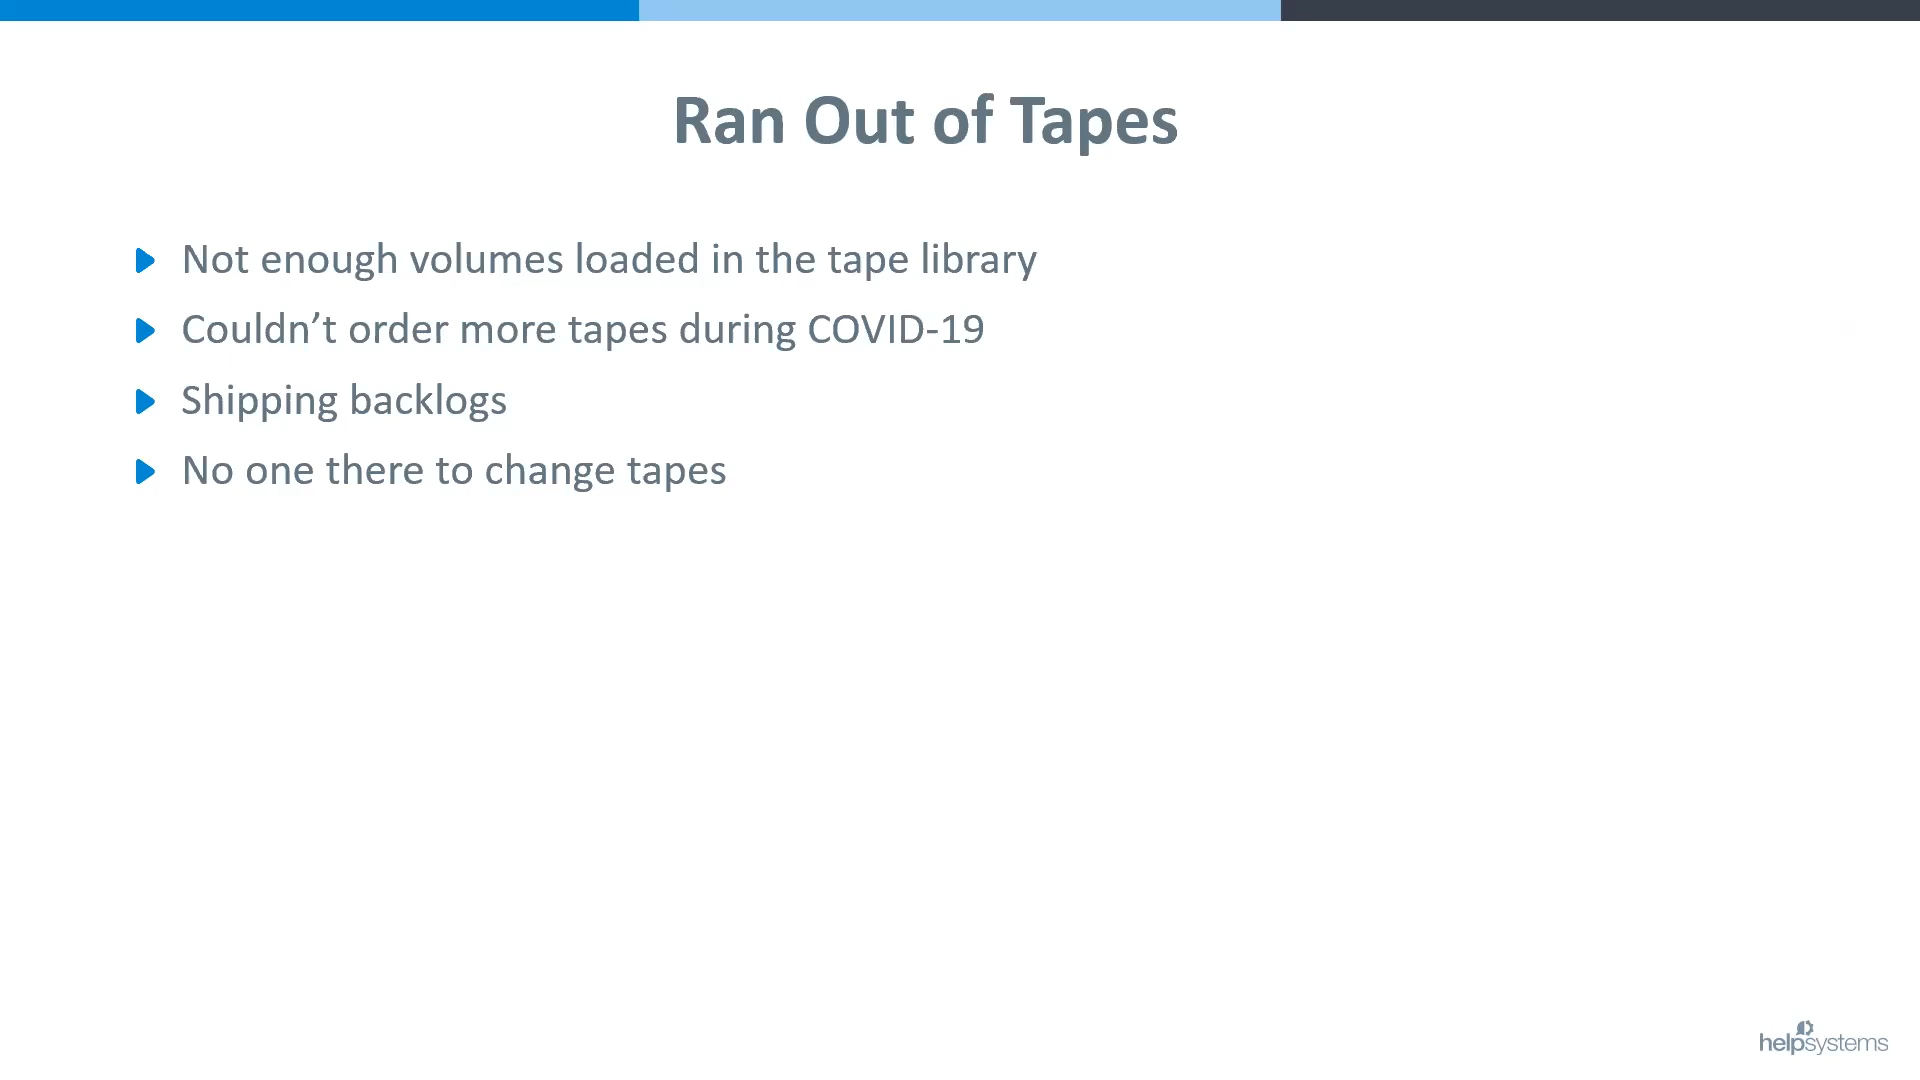 Ran Out of Tapes
Not enough volumes loaded in the tape library
Couldn’t order more tapes during COVID-19
Shipping backlogs
No one there to change tapes
helpsystems